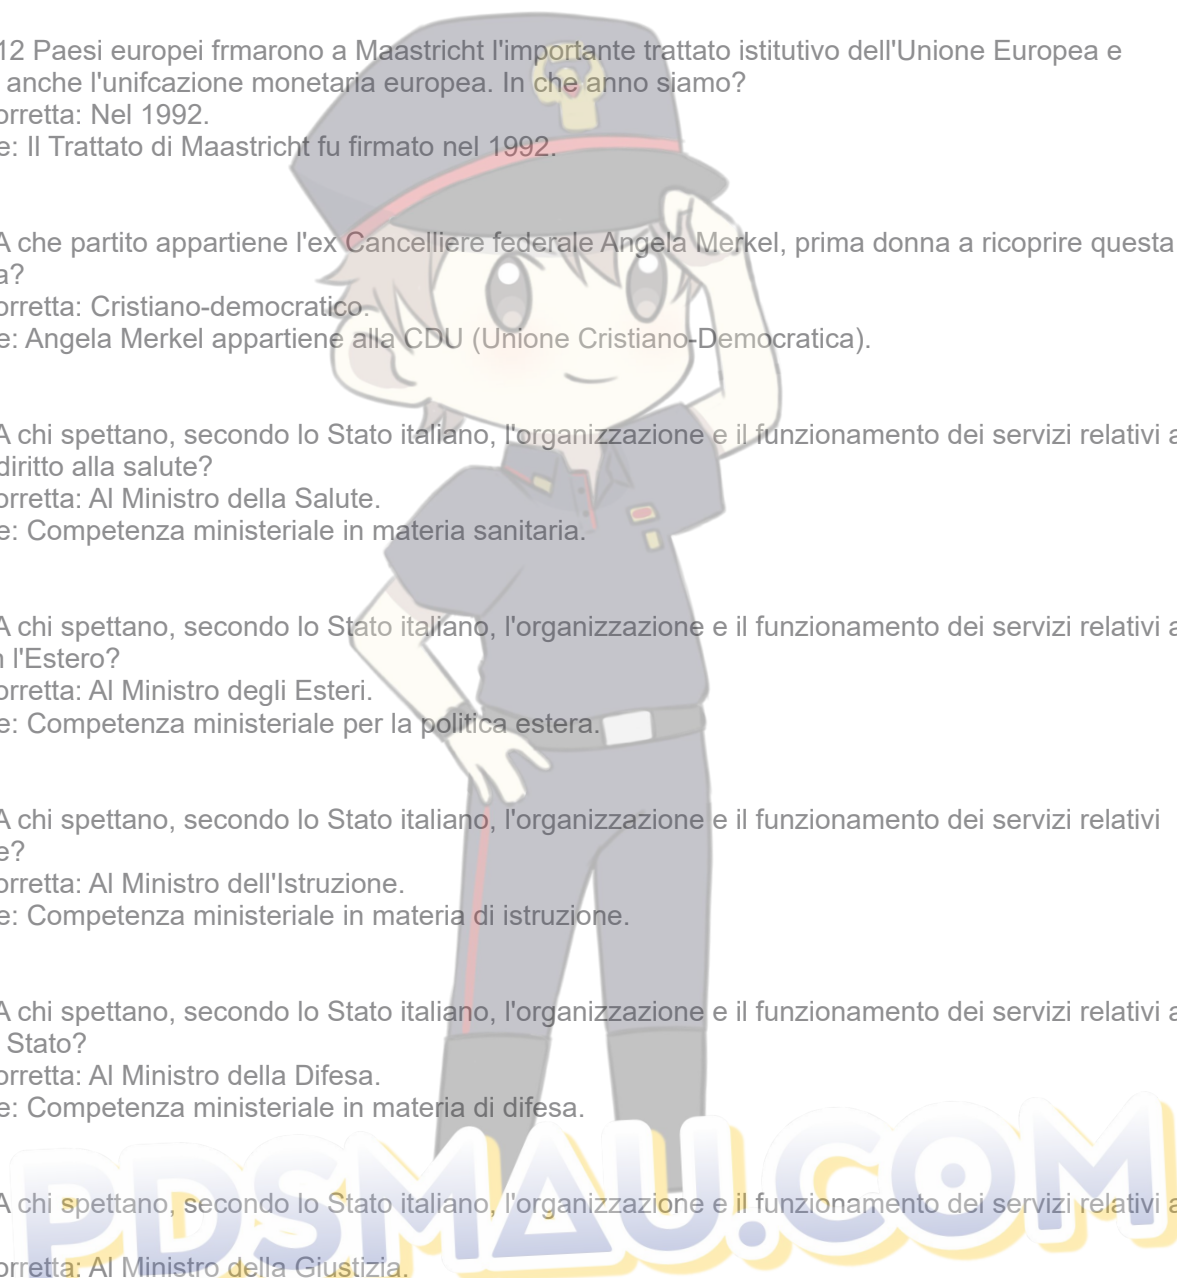 12 Paesi europei frmarono a Maastricht l'importante trattato istitutivo dell'Unione Europea e
anche l'unifcazione monetaria europea. In che anno siamo?
orretta: Nel 1992.
e: Il Trattato di Maastricht fu firmato nel 1992.
A che partito appartiene l'ex Cancelliere federale Angela Merkel, prima donna a ricoprire questa
a?
orretta: Cristiano-democratico.
e: Angela Merkel appartiene alla CDU (Unione Cristiano-Democratica).
A chi spettano, secondo lo Stato italiano, l'organizzazione e il funzionamento dei servizi relativi a
diritto alla salute?
orretta: Al Ministro della Salute.
e: Competenza ministeriale in materia sanitaria.
A chi spettano, secondo lo Stato italiano, l'organizzazione e il funzionamento dei servizi relativi a
n l'Estero?
orretta: Al Ministro degli Esteri.
e: Competenza ministeriale per la politica estera.
A chi spettano, secondo lo Stato italiano, l'organizzazione e il funzionamento dei servizi relativi
e?
orretta: Al Ministro dell'Istruzione.
e: Competenza ministeriale in materia di istruzione.
A chi spettano, secondo lo Stato italiano, l'organizzazione e il funzionamento dei servizi relativi a
Stato?
orretta: Al Ministro della Difesa.
e: Competenza ministeriale in materia di difesa.
PDSMAU.COM
A chi spettano, secondo lo Stato italiano, l'organizzazione e il funzionamento dei servizi relativi a
orretta: Al Ministro della Giustizia.